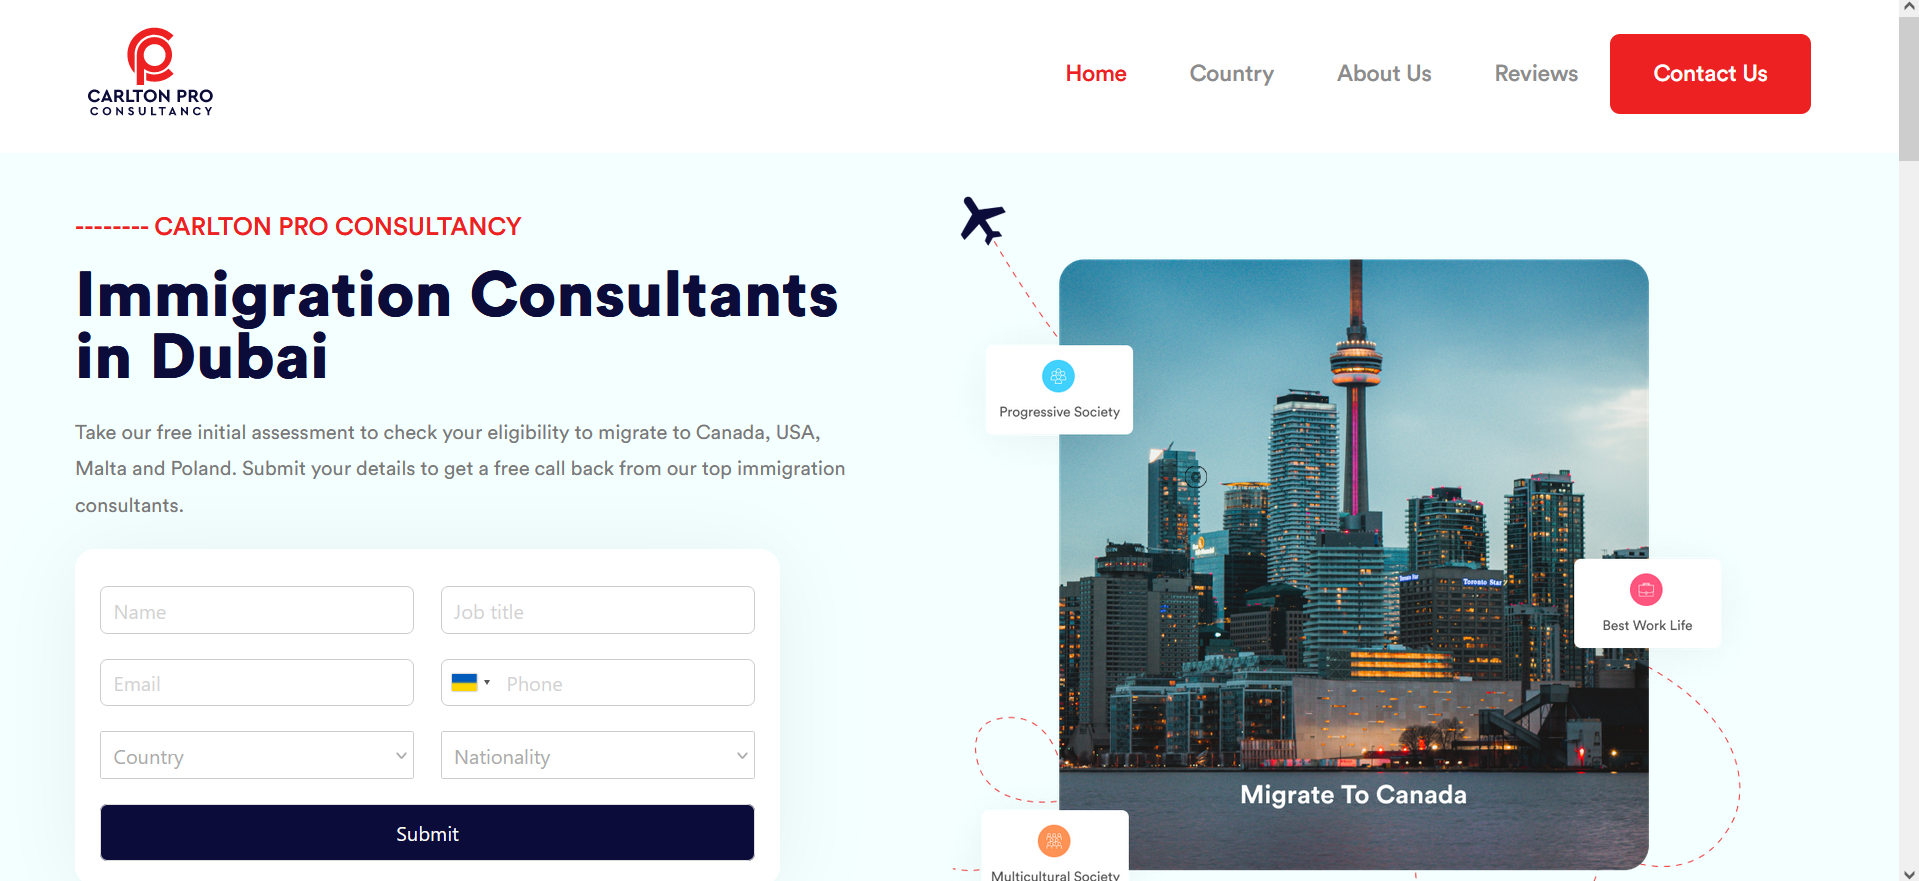 CARLTON PRO
CONSULTANCY
Home
Country
About Us
Reviews
Contact Us
-------- CARLTON PRO CONSULTANCY
Immigration Consultants
in Dubai
Take our free initial assessment to check your eligibility to migrate to Canada, USA,
Malta and Poland. Submit your details to get a free call back from our top immigration
consultants.
Name
Job title
Email
Phone
Country
Nationality
Submit
Progressive Society
Toronto Star
Best Work Life
Migrate To Canada
Multicultural Society